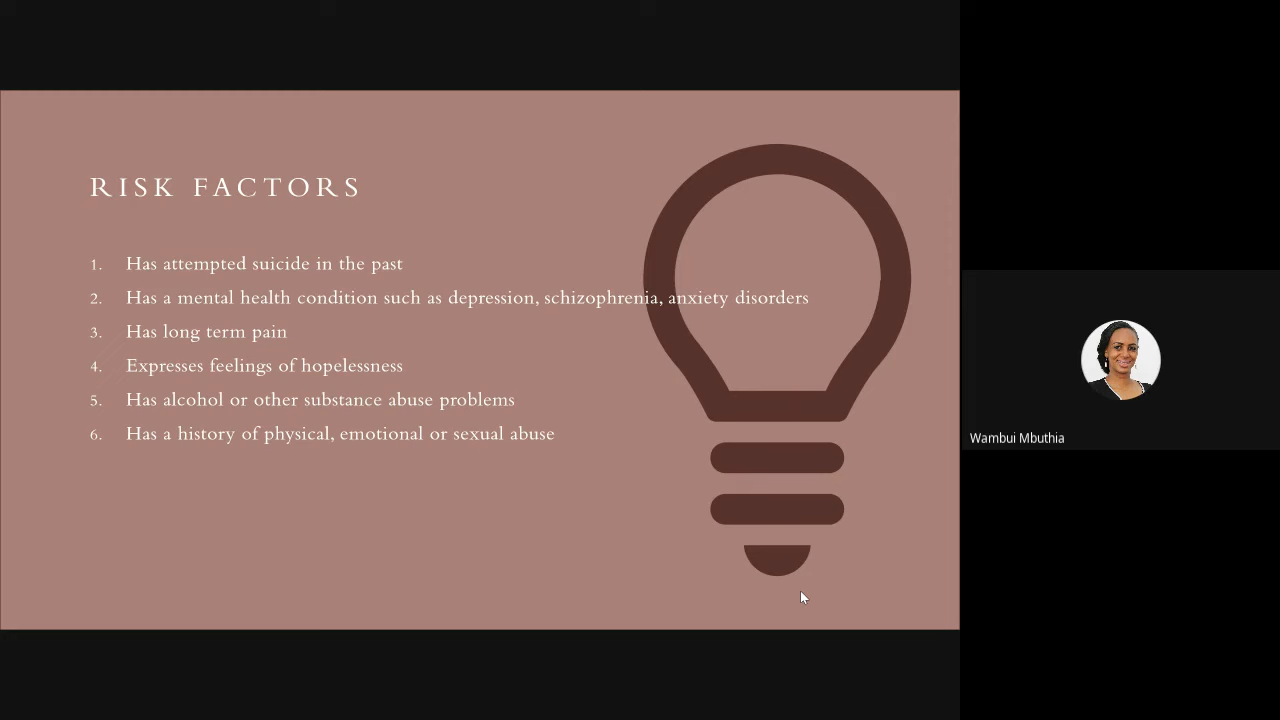 RISK FACTORS
1. Has attempted suicide in the past
2. Has a mental health condition such as depression, schizophrenia, anxiety disorders
3. Has long term pain
4. Expresses feelings of hopelessness
5. Has alcohol or other substance abuse problems
6. Has a history of physical, emotional or sexual abuse
Wambui Mbuthia